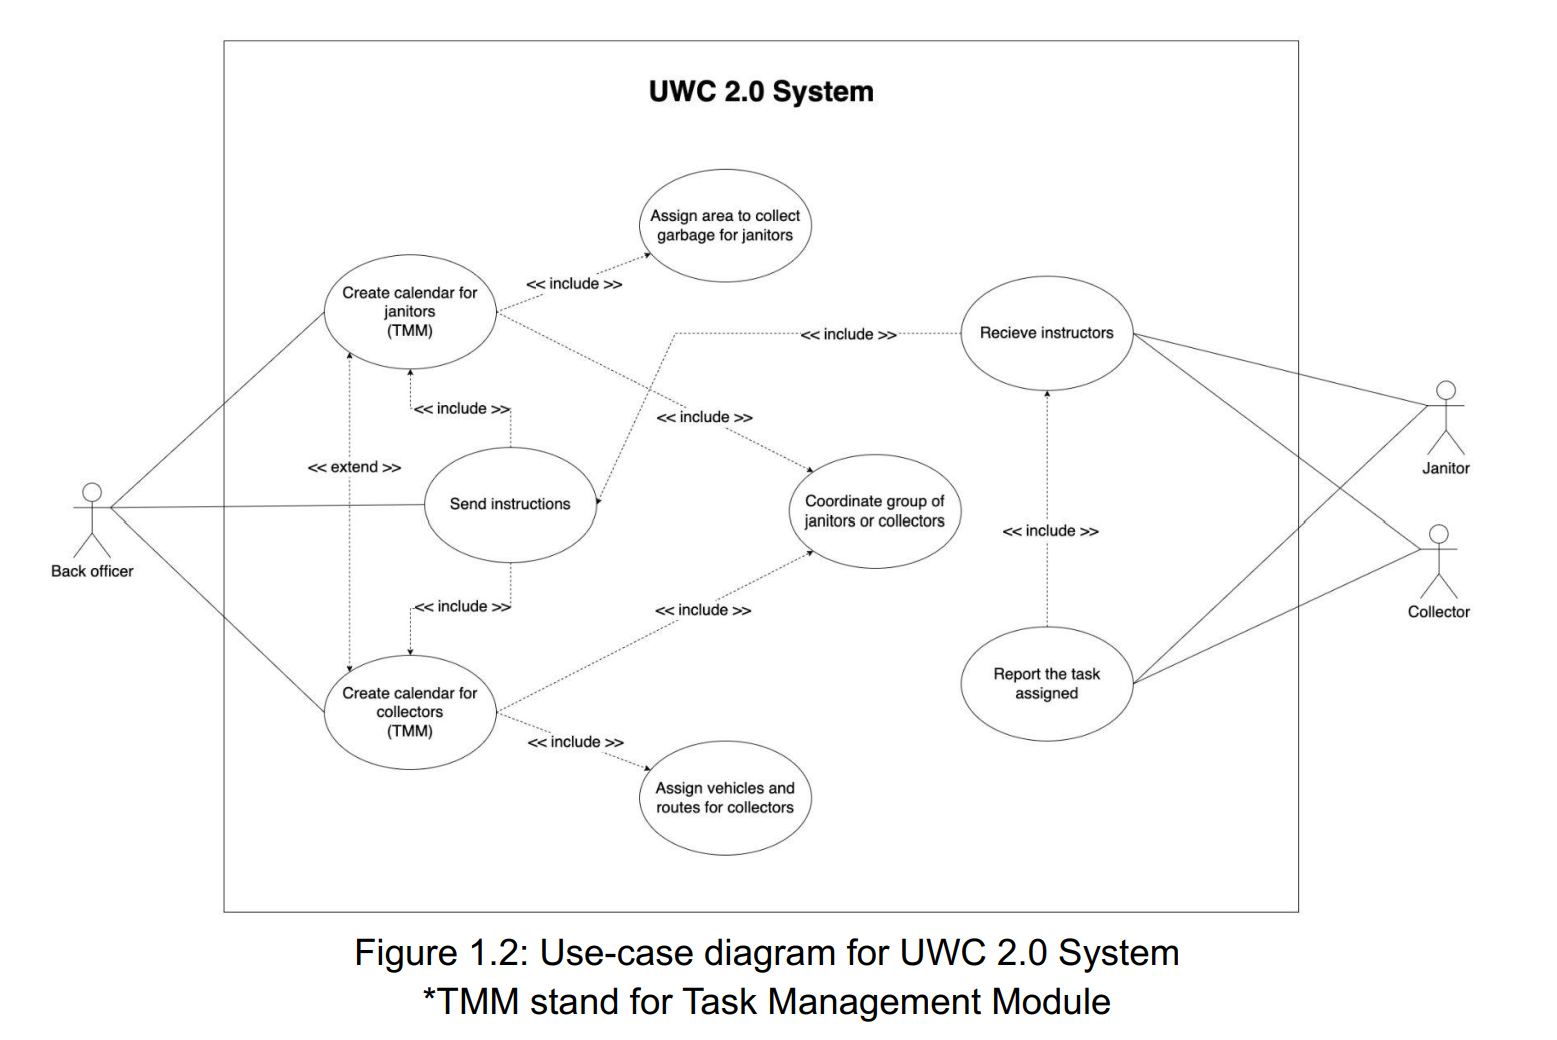 UWC 2.0 System
Assign area to collect
garbage for janitors
<< include >>
Create calendar for
janitors
(TMM)
<< include >>
Recieve instructors
<< include >>
<< include >>
<< extend >>
Send instructions
Coordinate group of
janitors or collectors
<< include >>
Janitor
Back officer
<< include >>
<< include >>
Collector
Create calendar for
collectors
(TMM)
Report the task
assigned
<< include >>
Assign vehicles and
routes for collectors
Figure 1.2: Use-case diagram for UWC 2.0 System
*TMM stand for Task Management Module